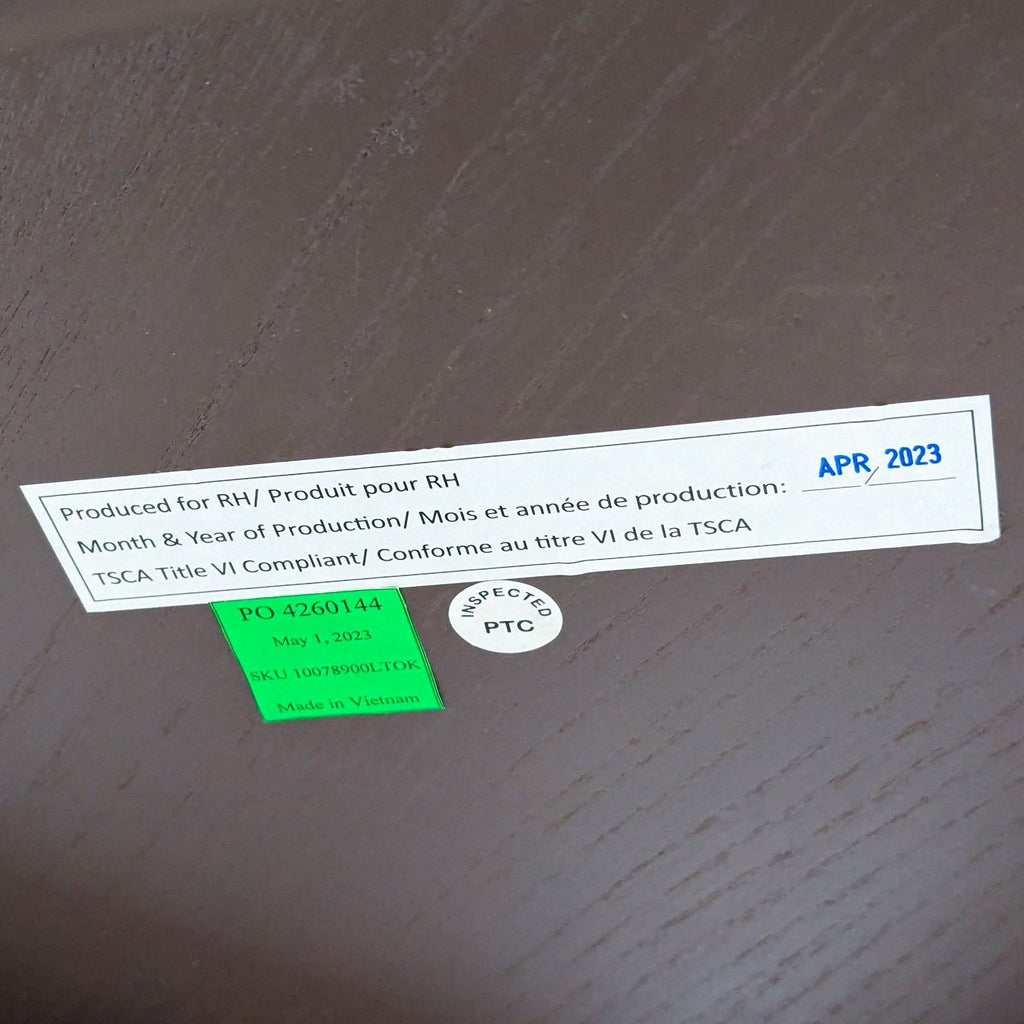 Produced for RH/ Produit pour RH
Month & Year of Production/ Mois et année de production: APR / 2023
TSCA Title VI Compliant/ Conforme au titre VI de la TSCA
PO 4260144
May 1, 2023
SKU 10078900LTOK
Made in Vietnam
INSPECTED
PTC